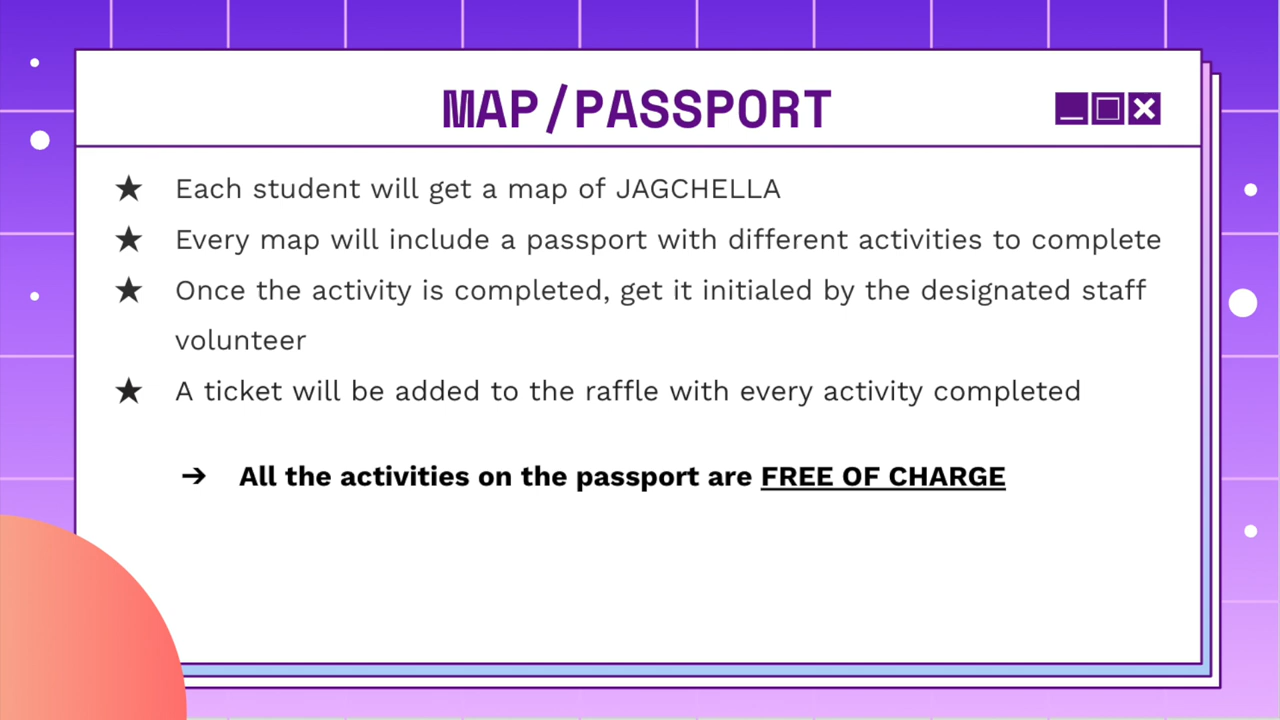 MAP/PASSPORT
★ Each student will get a map of JAGCHELLA
★ Every map will include a passport with different activities to complete
★ Once the activity is completed, get it initialed by the designated staff
volunteer
★ A ticket will be added to the raffle with every activity completed
➔ All the activities on the passport are FREE OF CHARGE